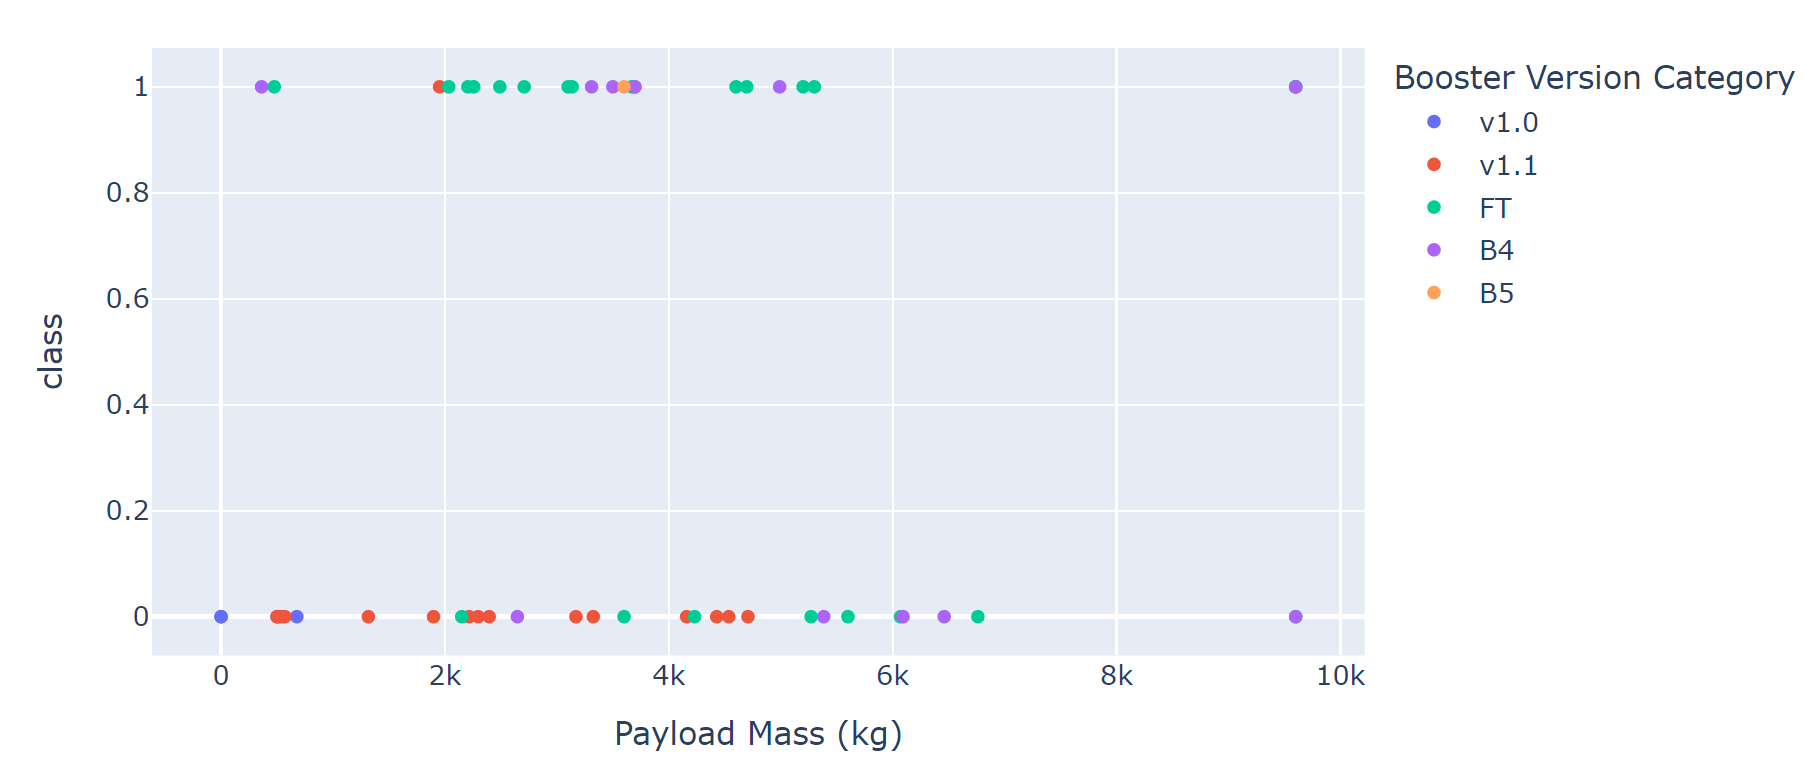 Booster Version Category
v1.0
v1.1
FT
B4
B5
class
1
0.8
0.6
0.4
0.2
0
0 2k 4k 6k 8k 10k
Payload Mass (kg)